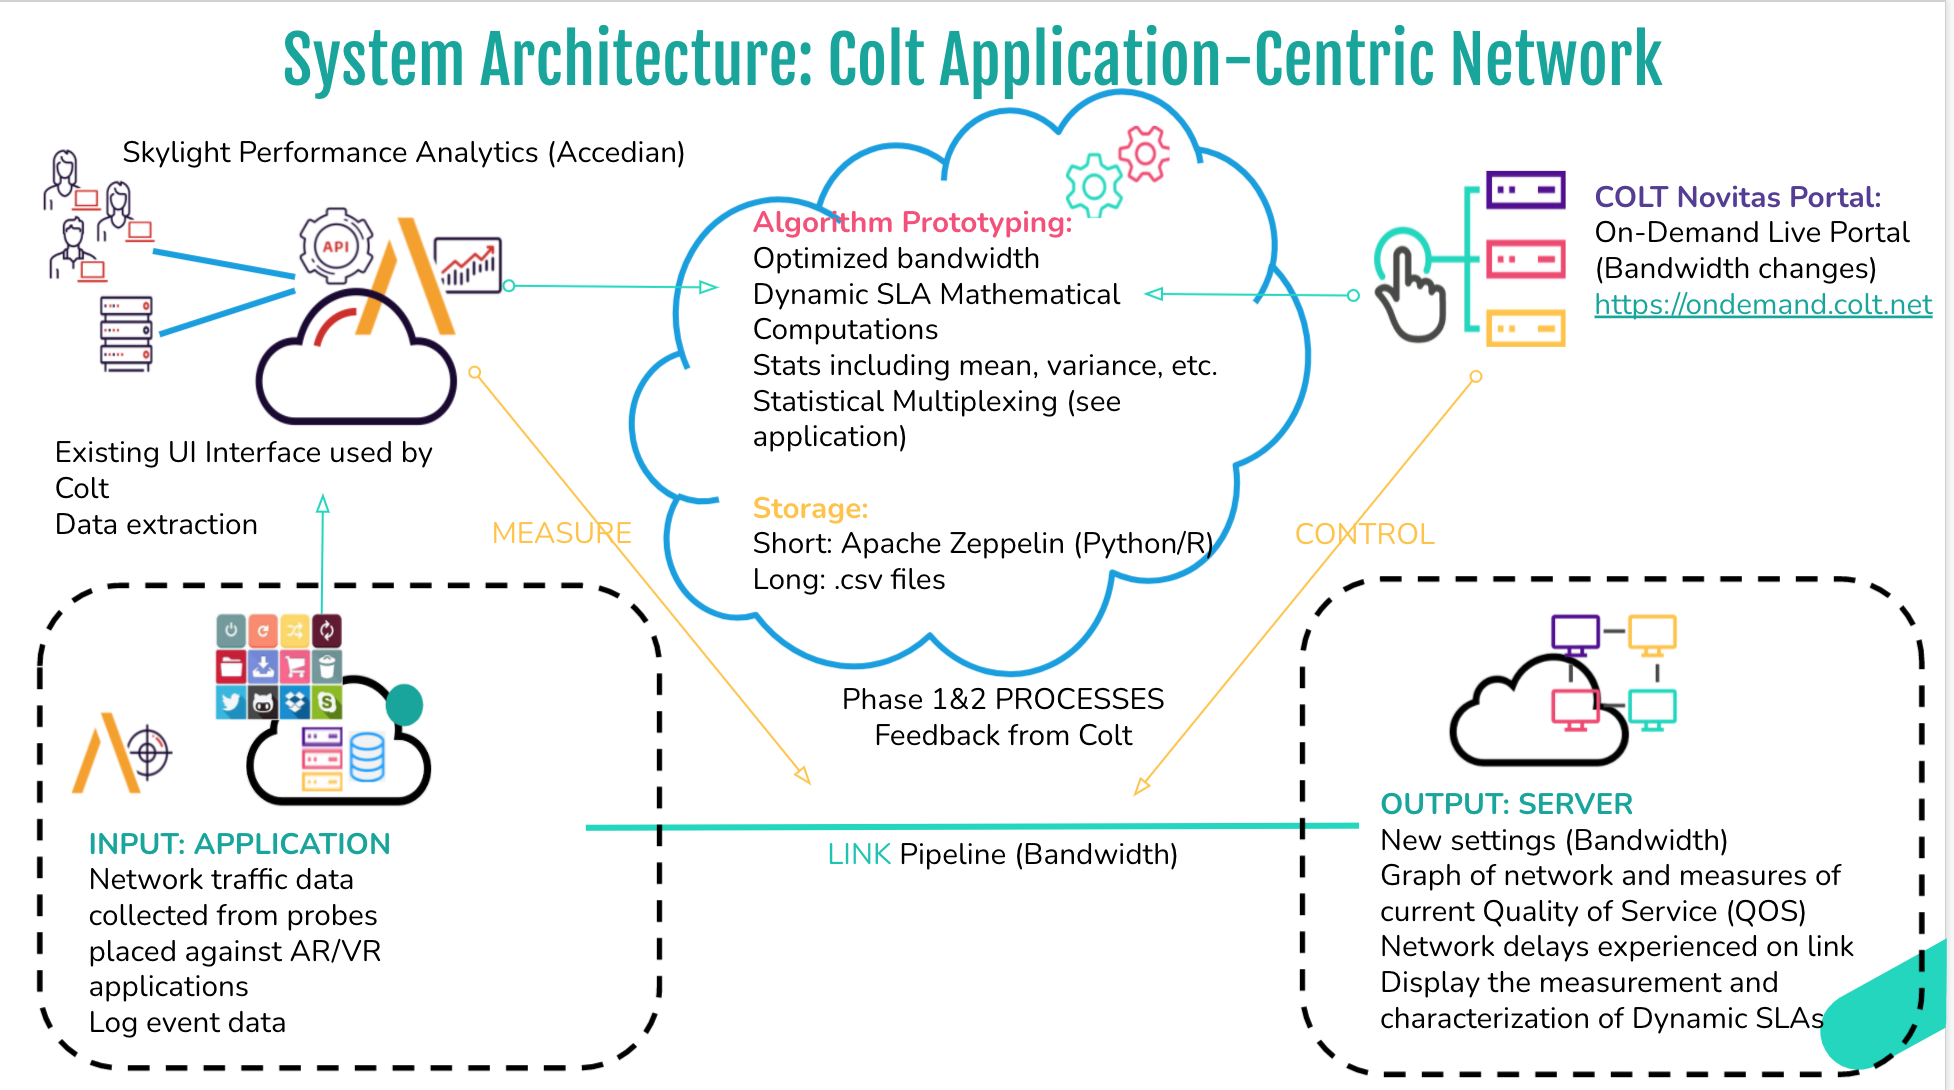 System Architecture: Colt Application-Centric Network
Skylight Performance Analytics (Accedian)
API
Existing UI Interface used by
Colt
Data extraction
Algorithm Prototyping:
Optimized bandwidth
Dynamic SLA Mathematical
Computations
Stats including mean, variance, etc.
Statistical Multiplexing (see
application)
Storage:
Short: Apache Zeppelin (Python/R)
Long: .csv files
COLT Novitas Portal:
On-Demand Live Portal
(Bandwidth changes)
https://ondemand.colt.net
MEASURE
CONTROL
Phase 1&2 PROCESSES
Feedback from Colt
LINK Pipeline (Bandwidth)
INPUT: APPLICATION
Network traffic data
collected from probes
placed against AR/VR
applications
Log event data
OUTPUT: SERVER
New settings (Bandwidth)
Graph of network and measures of
current Quality of Service (QOS)
Network delays experienced on link
Display the measurement and
characterization of Dynamic SLAs